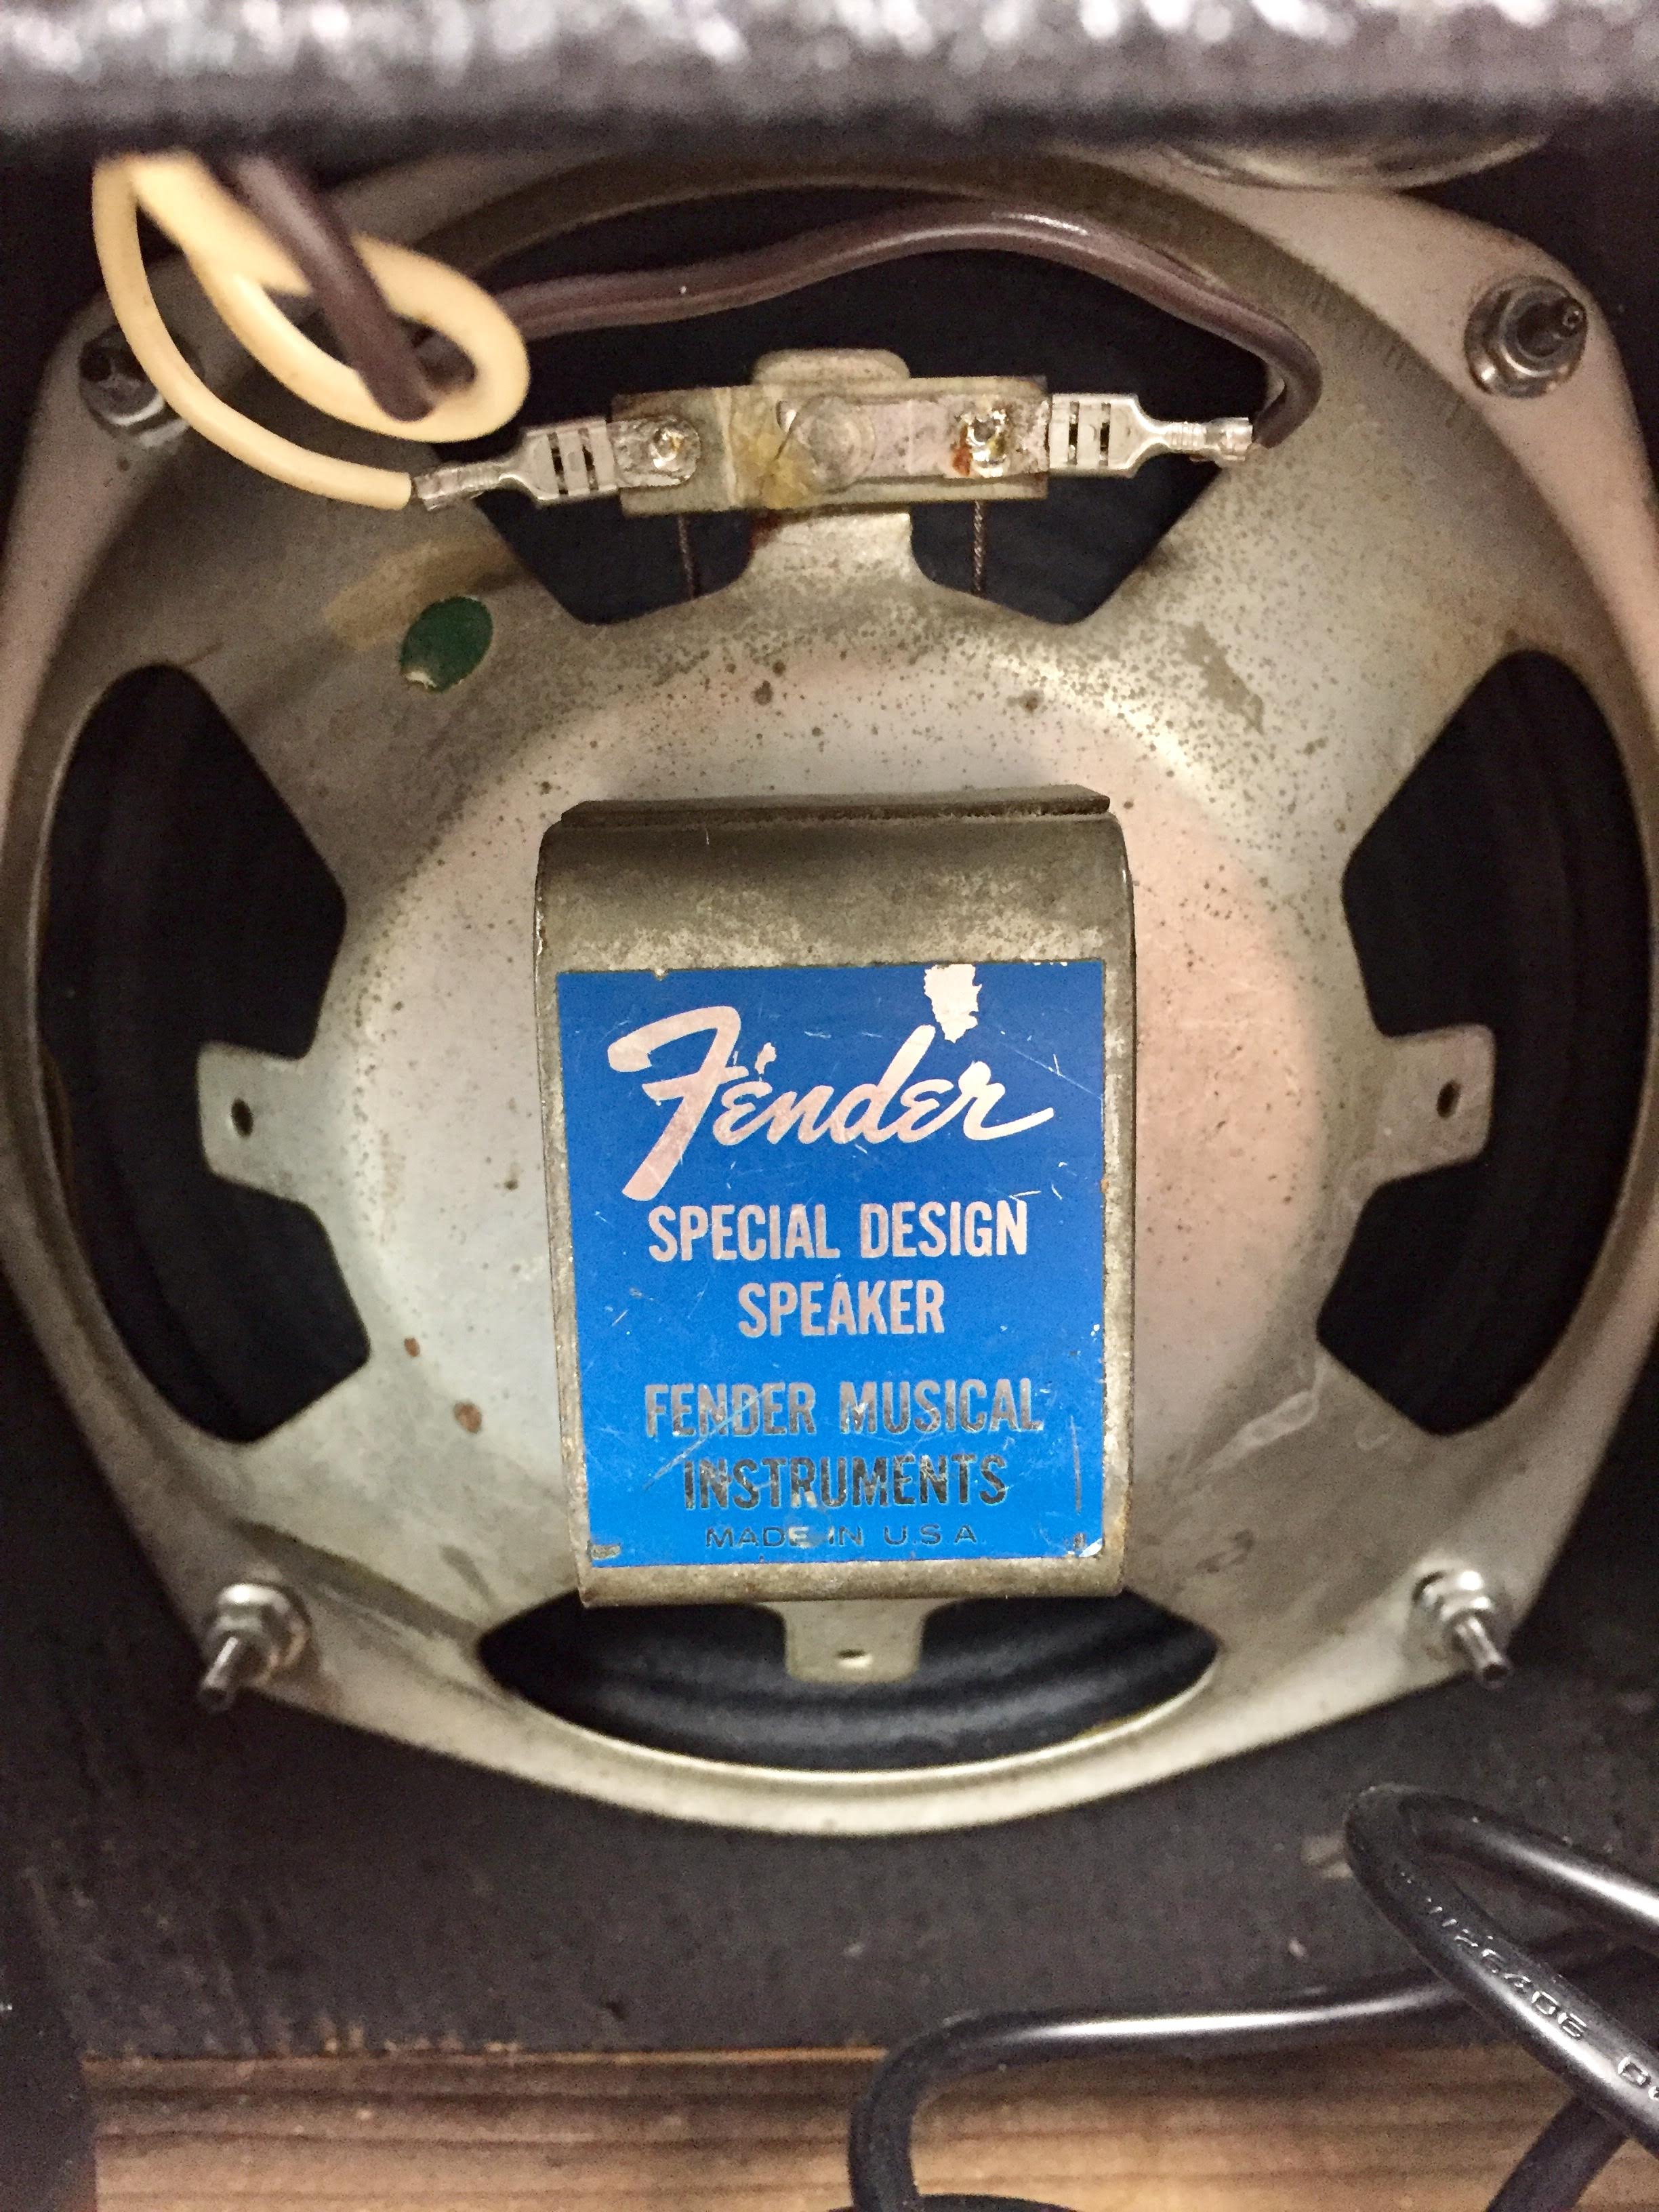 Fender
SPECIAL DESIGN
SPEAKER
FENDER MUSICAL
INSTRUMENTS
MADE IN U.S.A.